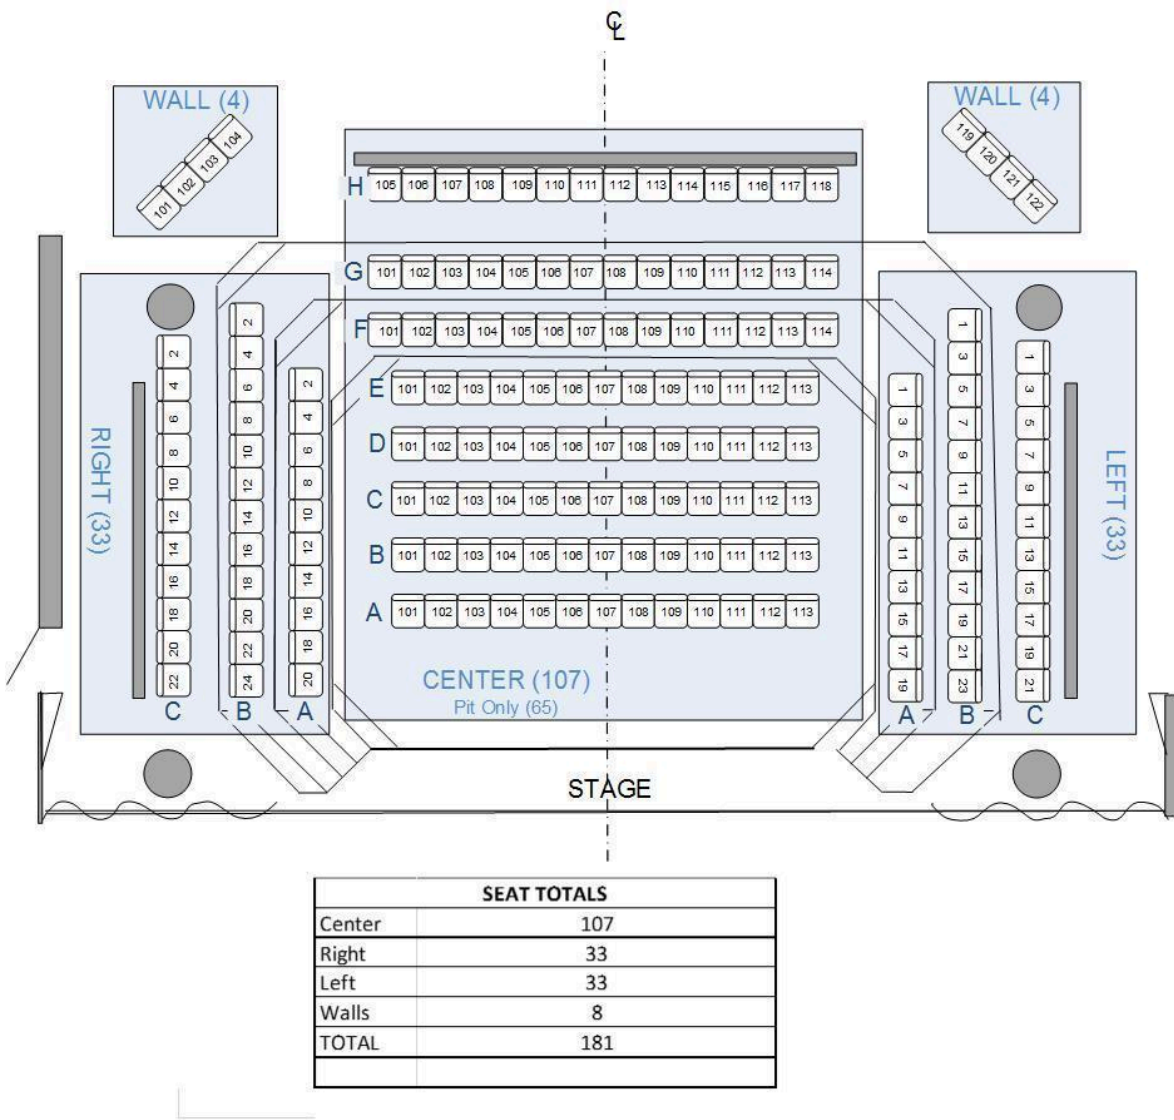 ℄
WALL (4)
WALL (4)
101 102 103 104
119 120 121 122
H 105 106 107 108 109 110 111 112 113 114 115 116 117 118
G 101 102 103 104 105 106 107 108 109 110 111 112 113 114
F 101 102 103 104 105 106 107 108 109 110 111 112 113 114
E 101 102 103 104 105 106 107 108 109 110 111 112 113
D 101 102 103 104 105 106 107 108 109 110 111 112 113
C 101 102 103 104 105 106 107 108 109 110 111 112 113
B 101 102 103 104 105 106 107 108 109 110 111 112 113
A 101 102 103 104 105 106 107 108 109 110 111 112 113
CENTER (107)
Pit Only (65)
RIGHT (33)
2 4 6 8 10 12 14 16 18 20 22 C
2 4 6 8 10 12 14 16 18 20 22 24 B
2 4 6 8 10 12 14 16 18 20 A
1 3 5 7 9 11 13 15 17 19 A
1 3 5 7 9 11 13 15 17 19 21 23 B
1 3 5 7 9 11 13 15 17 19 21 C
LEFT (33)
STAGE
SEAT TOTALS
Center 107
Right 33
Left 33
Walls 8
TOTAL 181